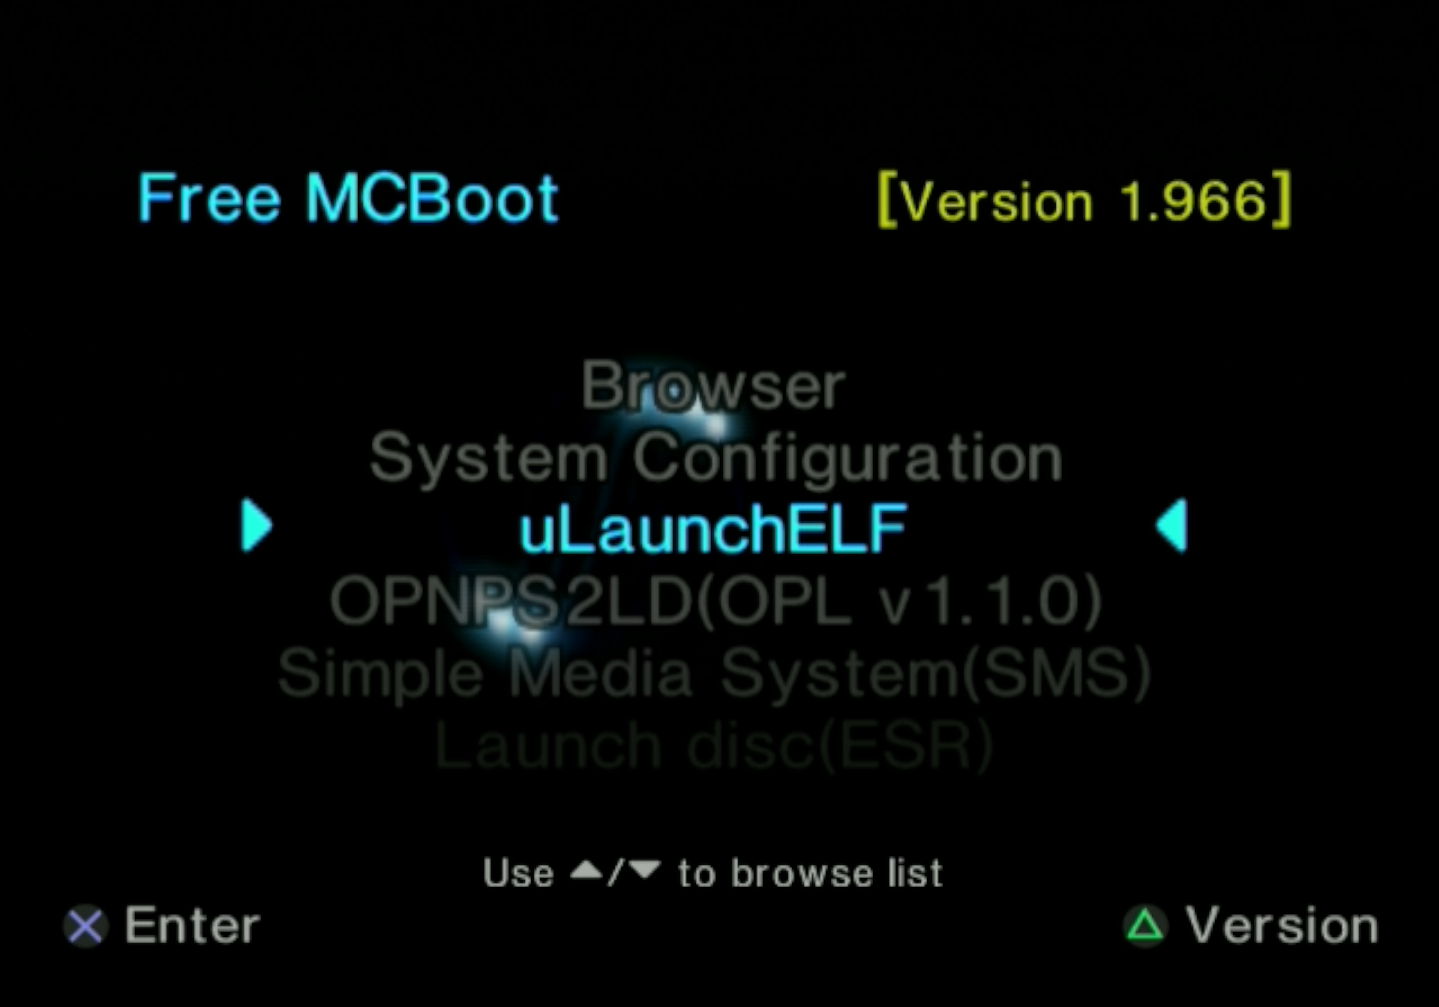 Free MCBoot [Version 1.966]
Browser
System Configuration
uLaunchELF
OPNPS2LD(OPL v1.1.0)
Simple Media System(SMS)
Launch disc(ESR)
Use ▲/▼ to browse list
Enter Version